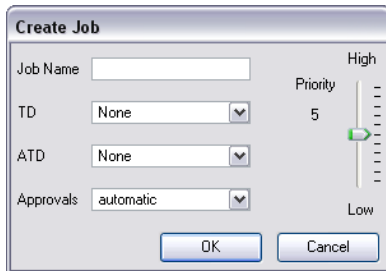 Create Job
High
Job Name
Priority
TD
None
5
ATD
None
Approvals
automatic
Low
OK
Cancel